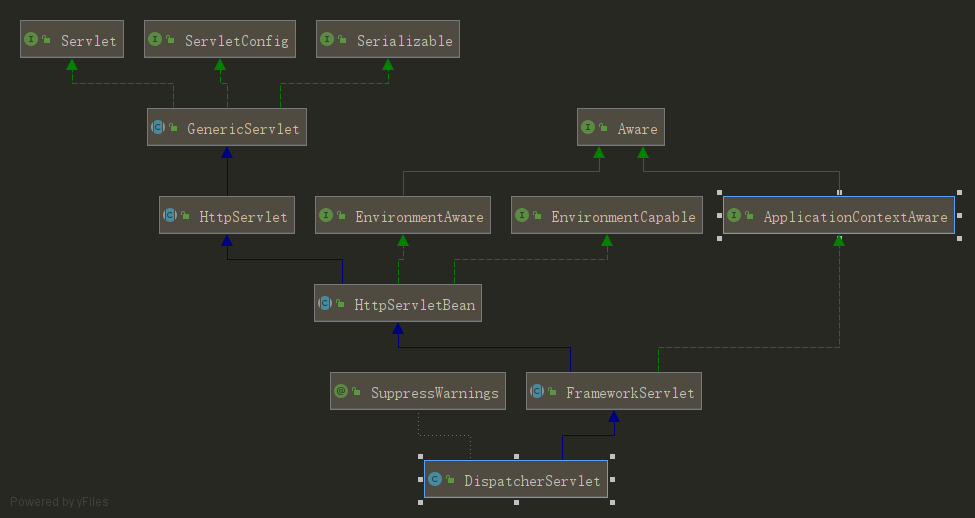 Servlet
ServletConfig
Serializable
GenericServlet
Aware
HttpServlet
EnvironmentAware
EnvironmentCapable
ApplicationContextAware
HttpServletBean
SuppressWarnings
FrameworkServlet
DispatcherServlet
Powered by yFiles